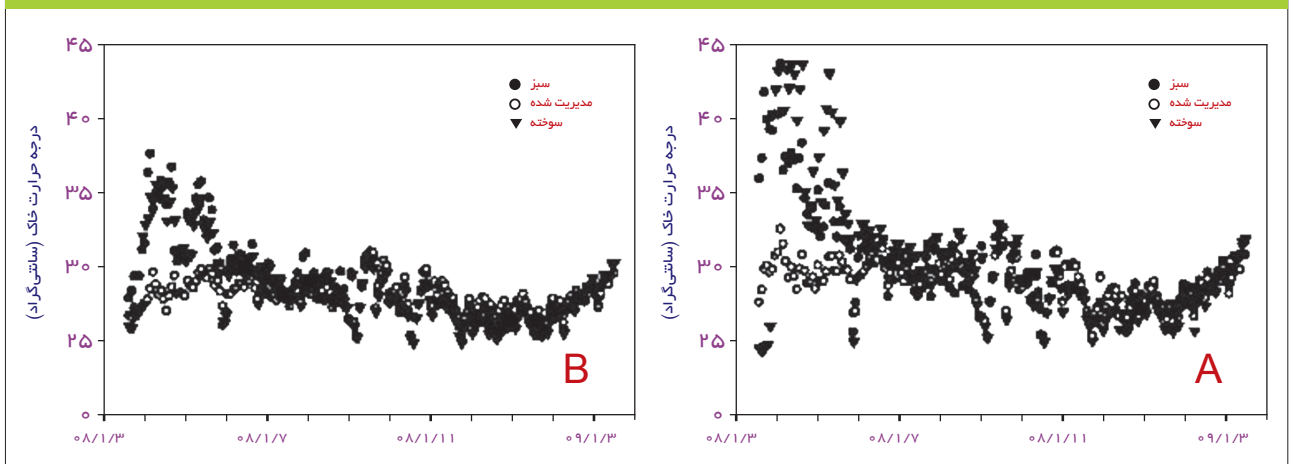 ۴۵
۴۰
۳۵
۳۰
۲۵
۰
درجه حرارت خاک (سانتی‌گراد)
سبز
مدیریت شده
سوخته
A
۰۸/۱/۳
۰۸/۱/۷
۰۸/۱/۱۱
۰۹/۱/۳
۴۵
۴۰
۳۵
۳۰
۲۵
۰
درجه حرارت خاک (سانتی‌گراد)
سبز
مدیریت شده
سوخته
B
۰۸/۱/۳
۰۸/۱/۷
۰۸/۱/۱۱
۰۹/۱/۳